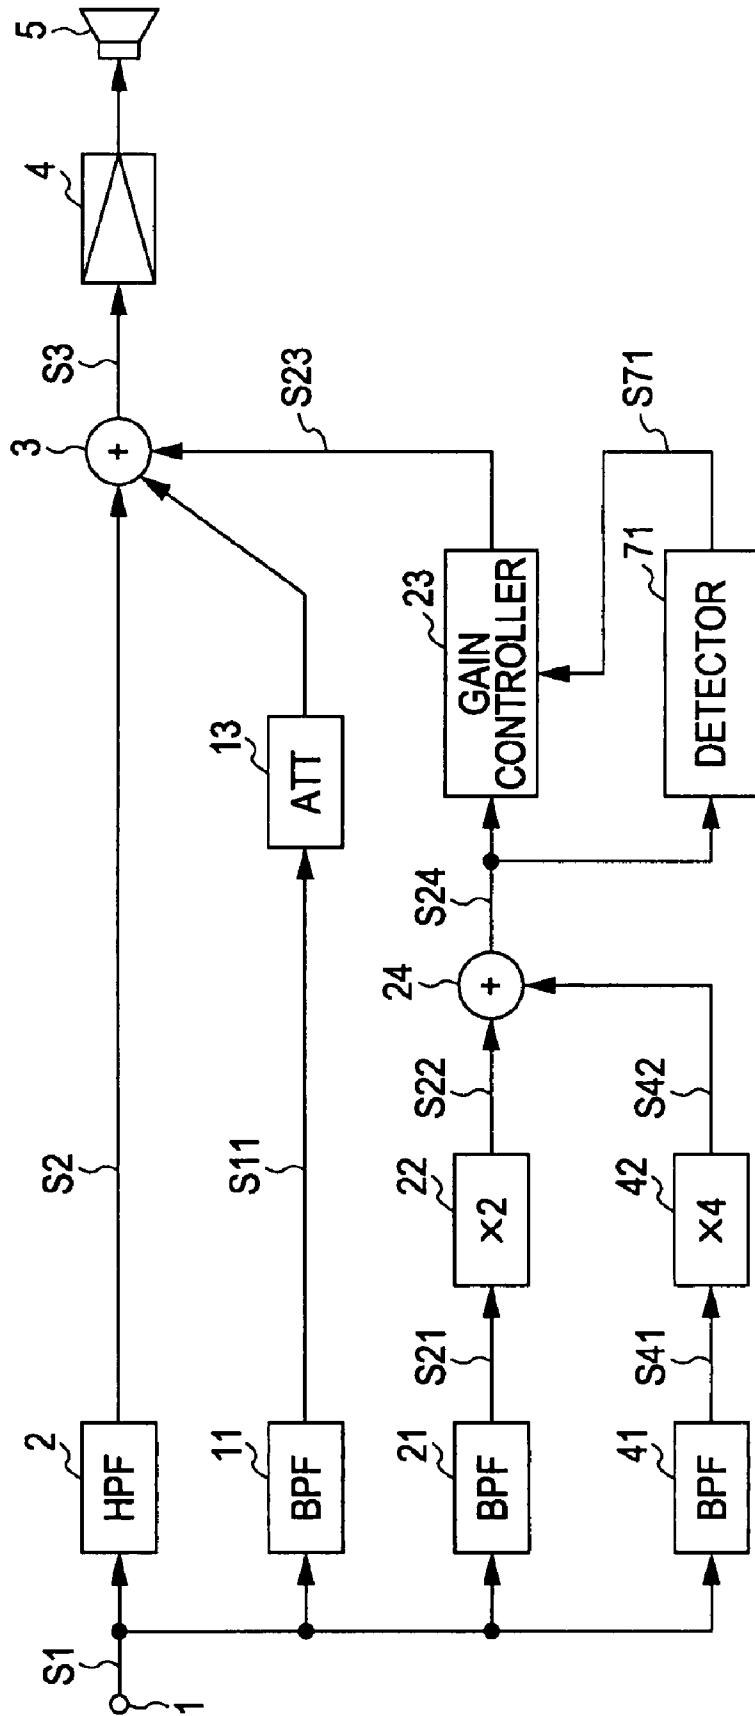 S1
1
2
HPF
S2
3
+
S3
4
5
11
BPF
S11
13
ATT
S23
21
BPF
S21
22
×2
S22
24
+
S24
23
GAIN
CONTROLLER
41
BPF
S41
42
×4
S42
71
DETECTOR
S71